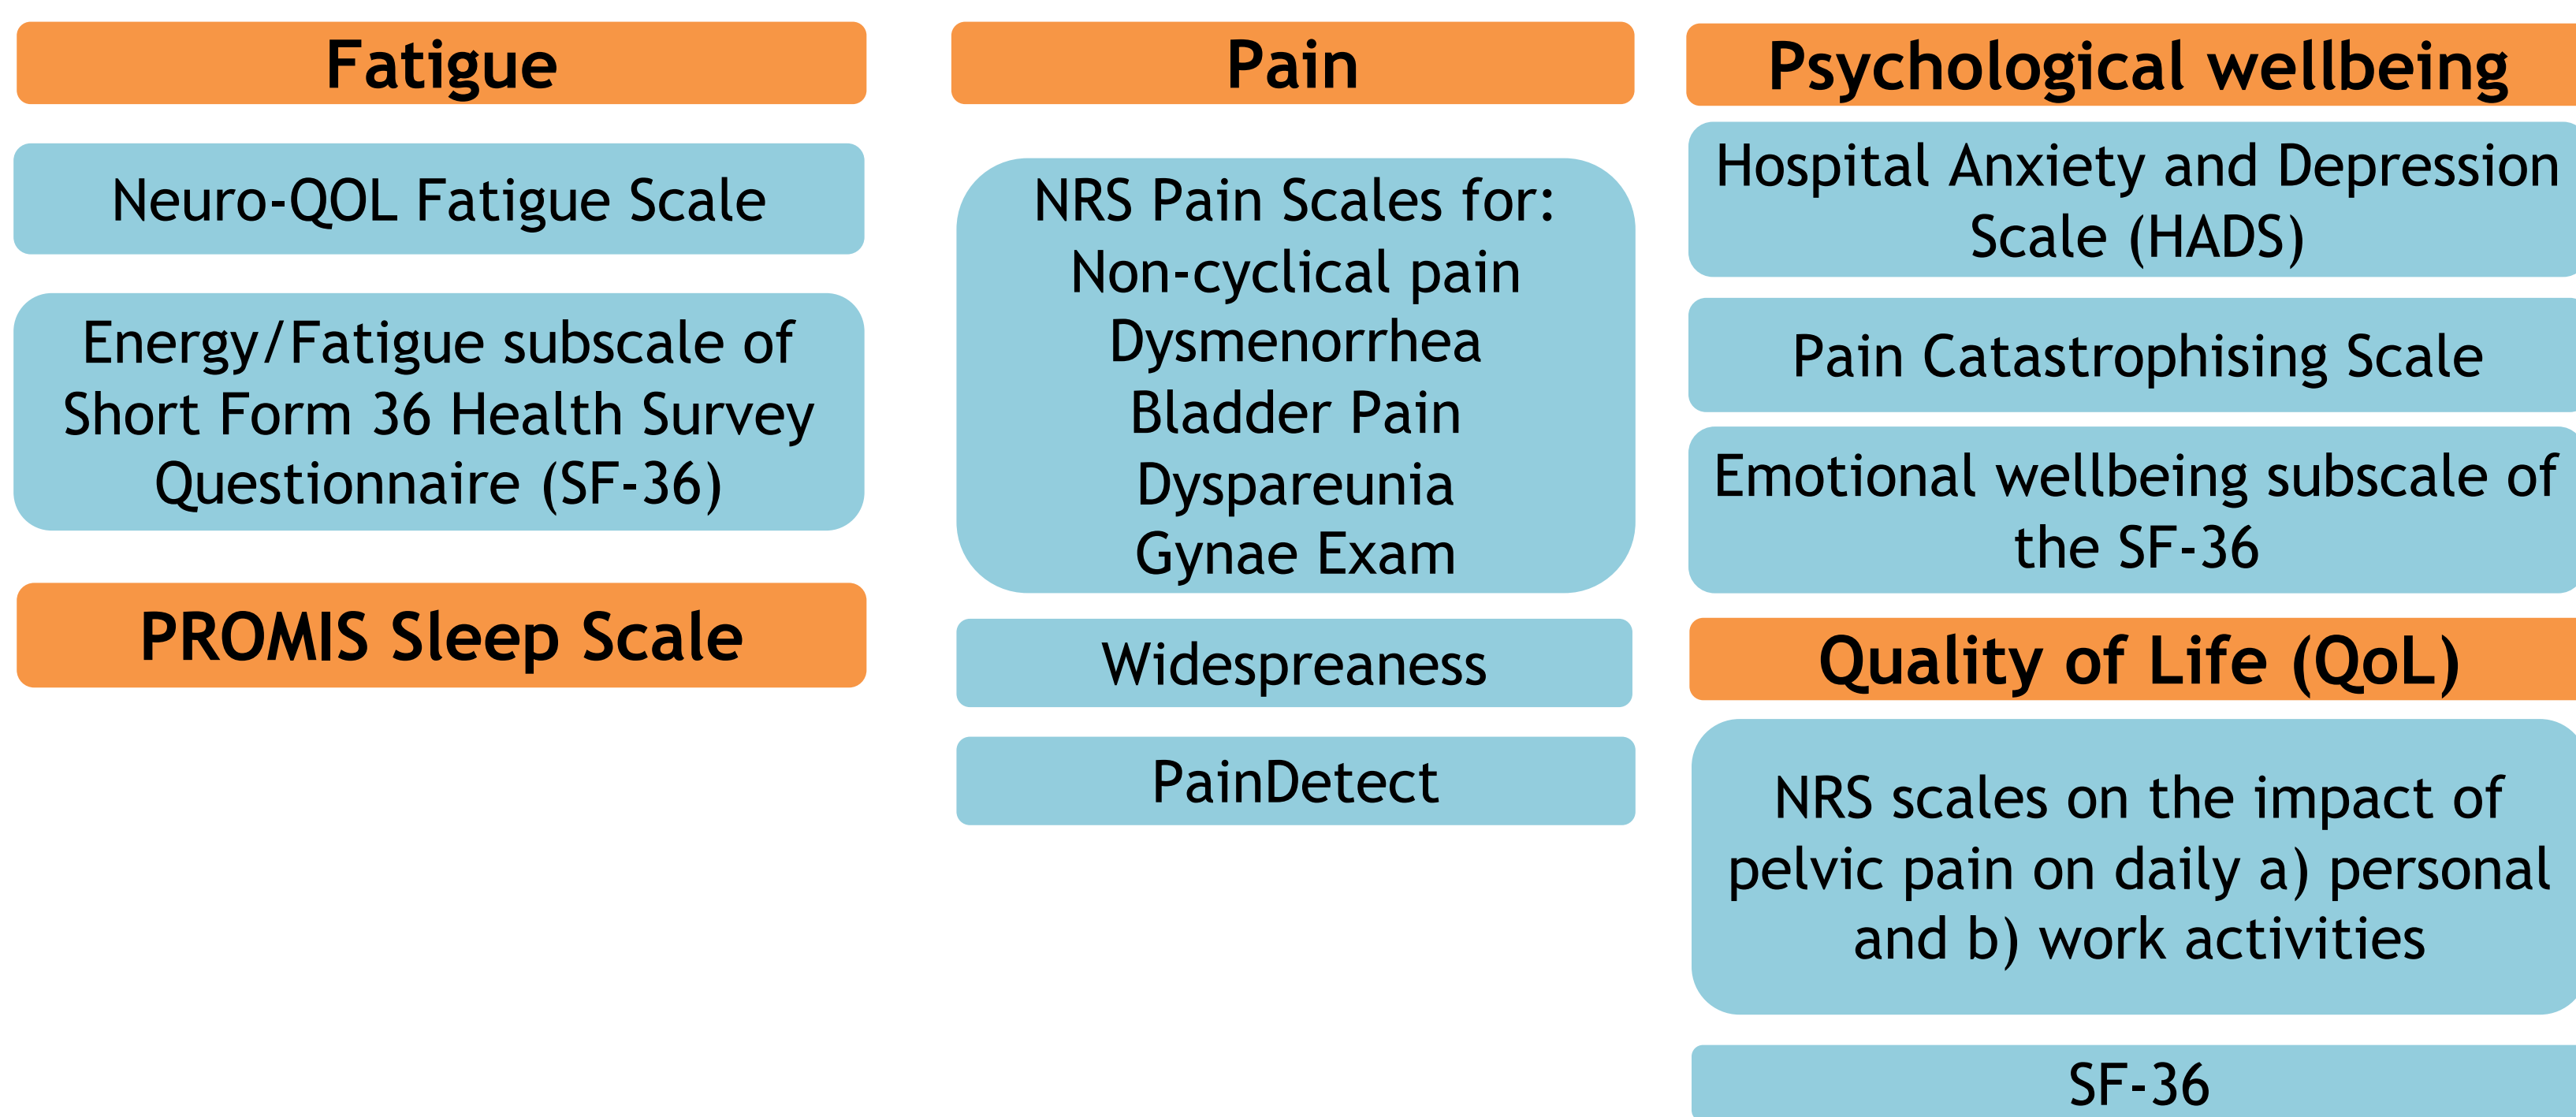 Fatigue
Neuro-QOL Fatigue Scale
Energy/Fatigue subscale of
Short Form 36 Health Survey
Questionnaire (SF-36)
PROMIS Sleep Scale
Pain
NRS Pain Scales for:
Non-cyclical pain
Dysmenorrhea
Bladder Pain
Dyspareunia
Gynae Exam
Widespreaness
PainDetect
Psychological wellbeing
Hospital Anxiety and Depression
Scale (HADS)
Pain Catastrophising Scale
Emotional wellbeing subscale of
the SF-36
Quality of Life (QoL)
NRS scales on the impact of
pelvic pain on daily a) personal
and b) work activities
SF-36